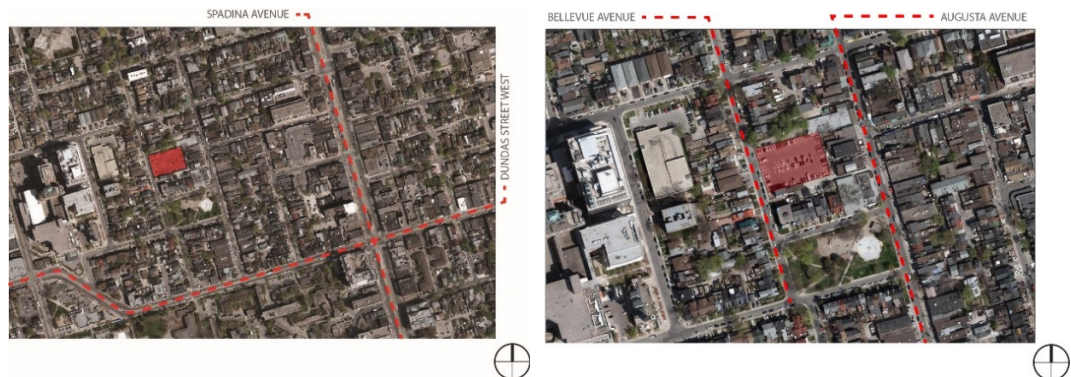 SPADINA AVENUE
DUNDAS STREET WEST
BELLEVUE AVENUE
AUGUSTA AVENUE